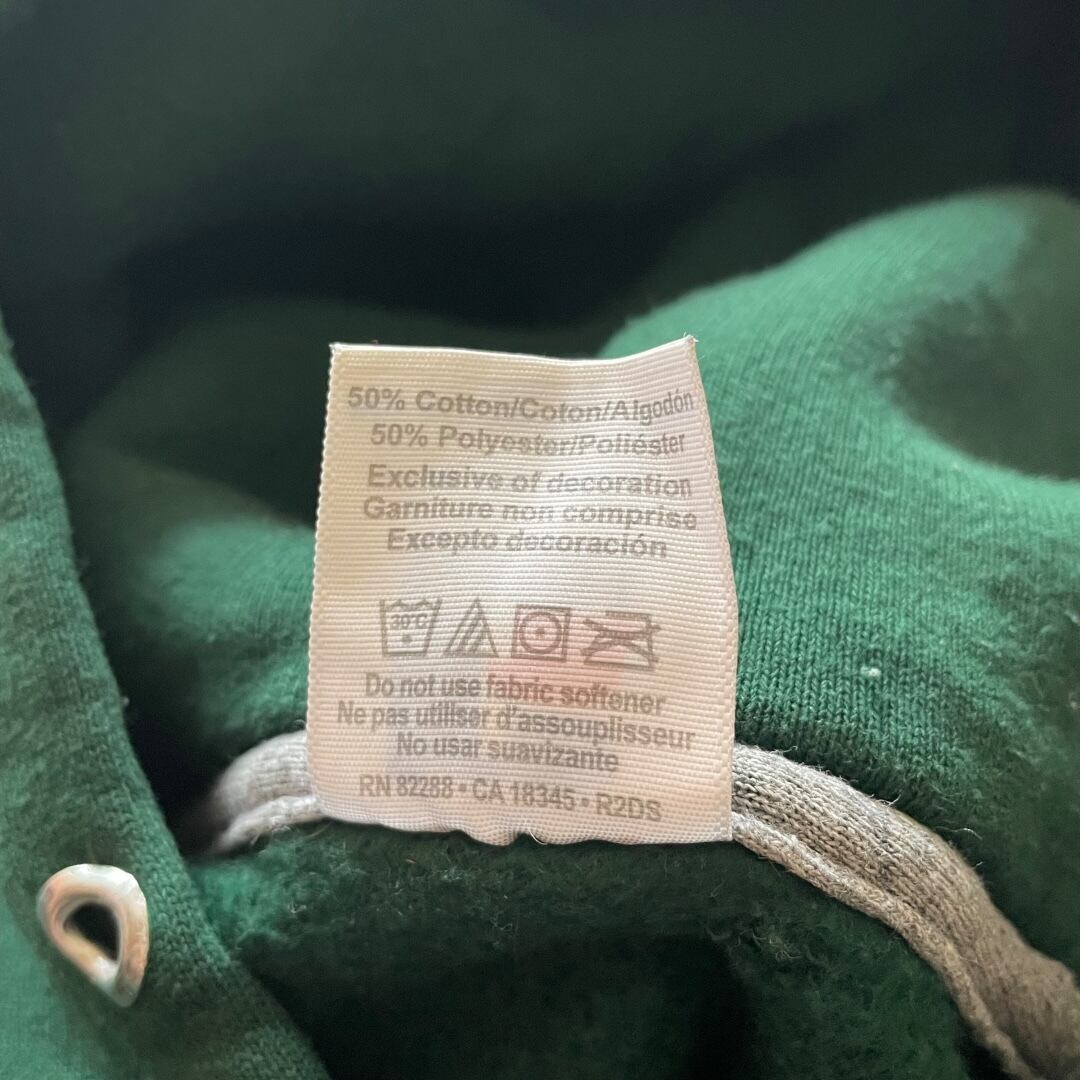 50% Cotton/Coton/Algodón
50% Polyester/Poliéster
Exclusive of decoration
Garniture non comprise
Excepto decoración
30°C
Do not use fabric softener
Ne pas utiliser d'assouplisseur
No usar suavizante
RN 82288 • CA 18345 • R2DS